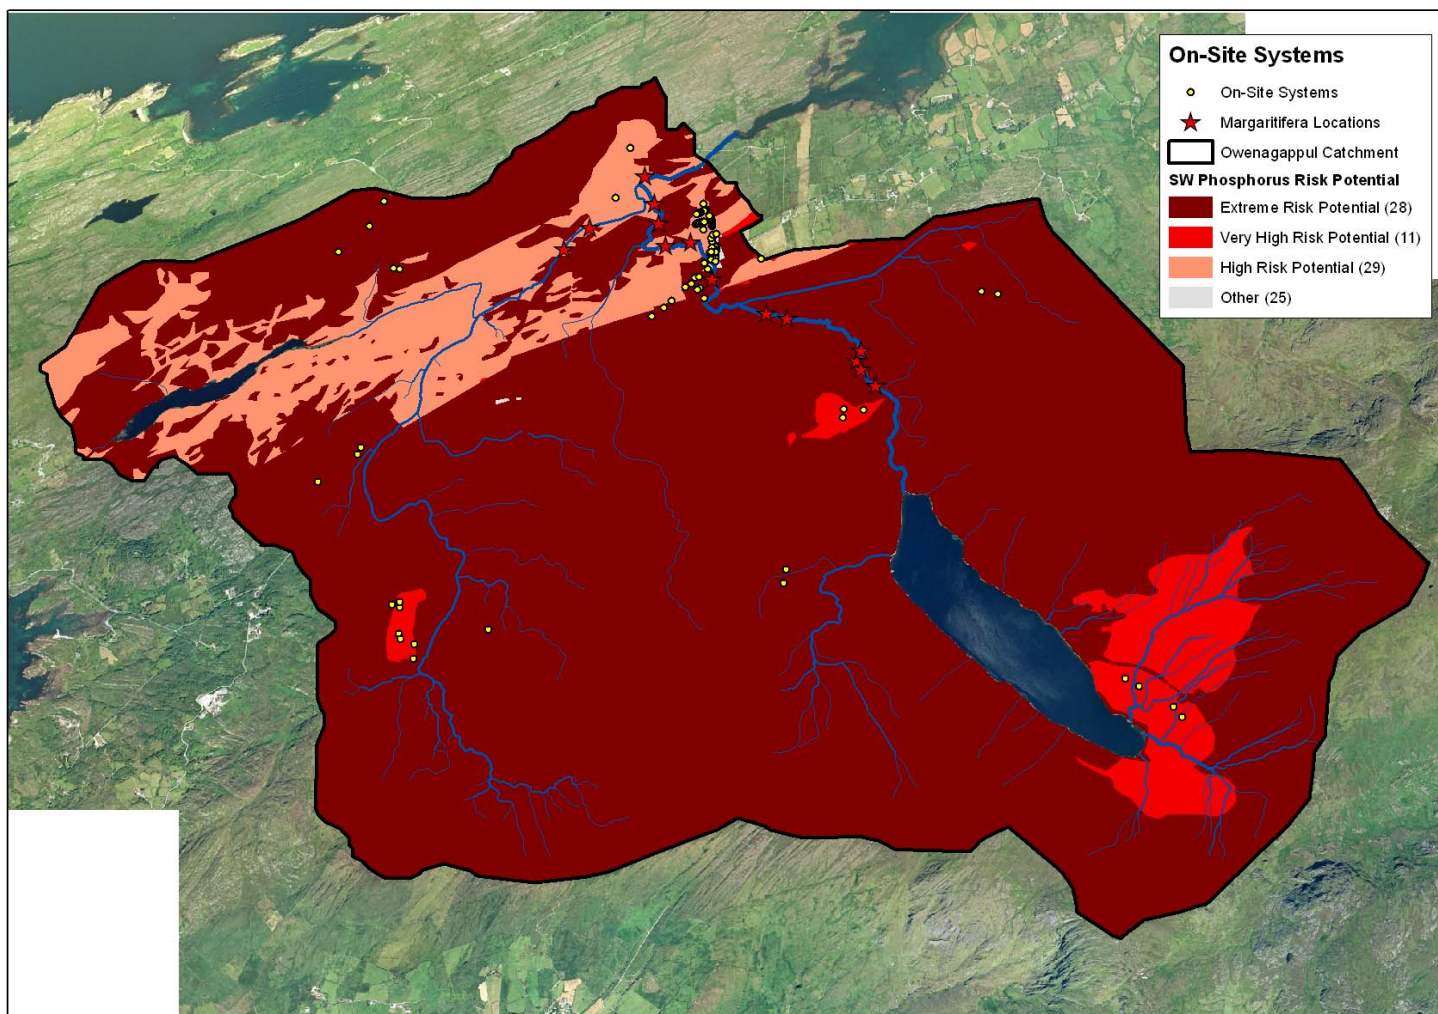 On-Site Systems
On-Site Systems
Margaritifera Locations
Owenagappul Catchment
SW Phosphorus Risk Potential
Extreme Risk Potential (28)
Very High Risk Potential (11)
High Risk Potential (29)
Other (25)